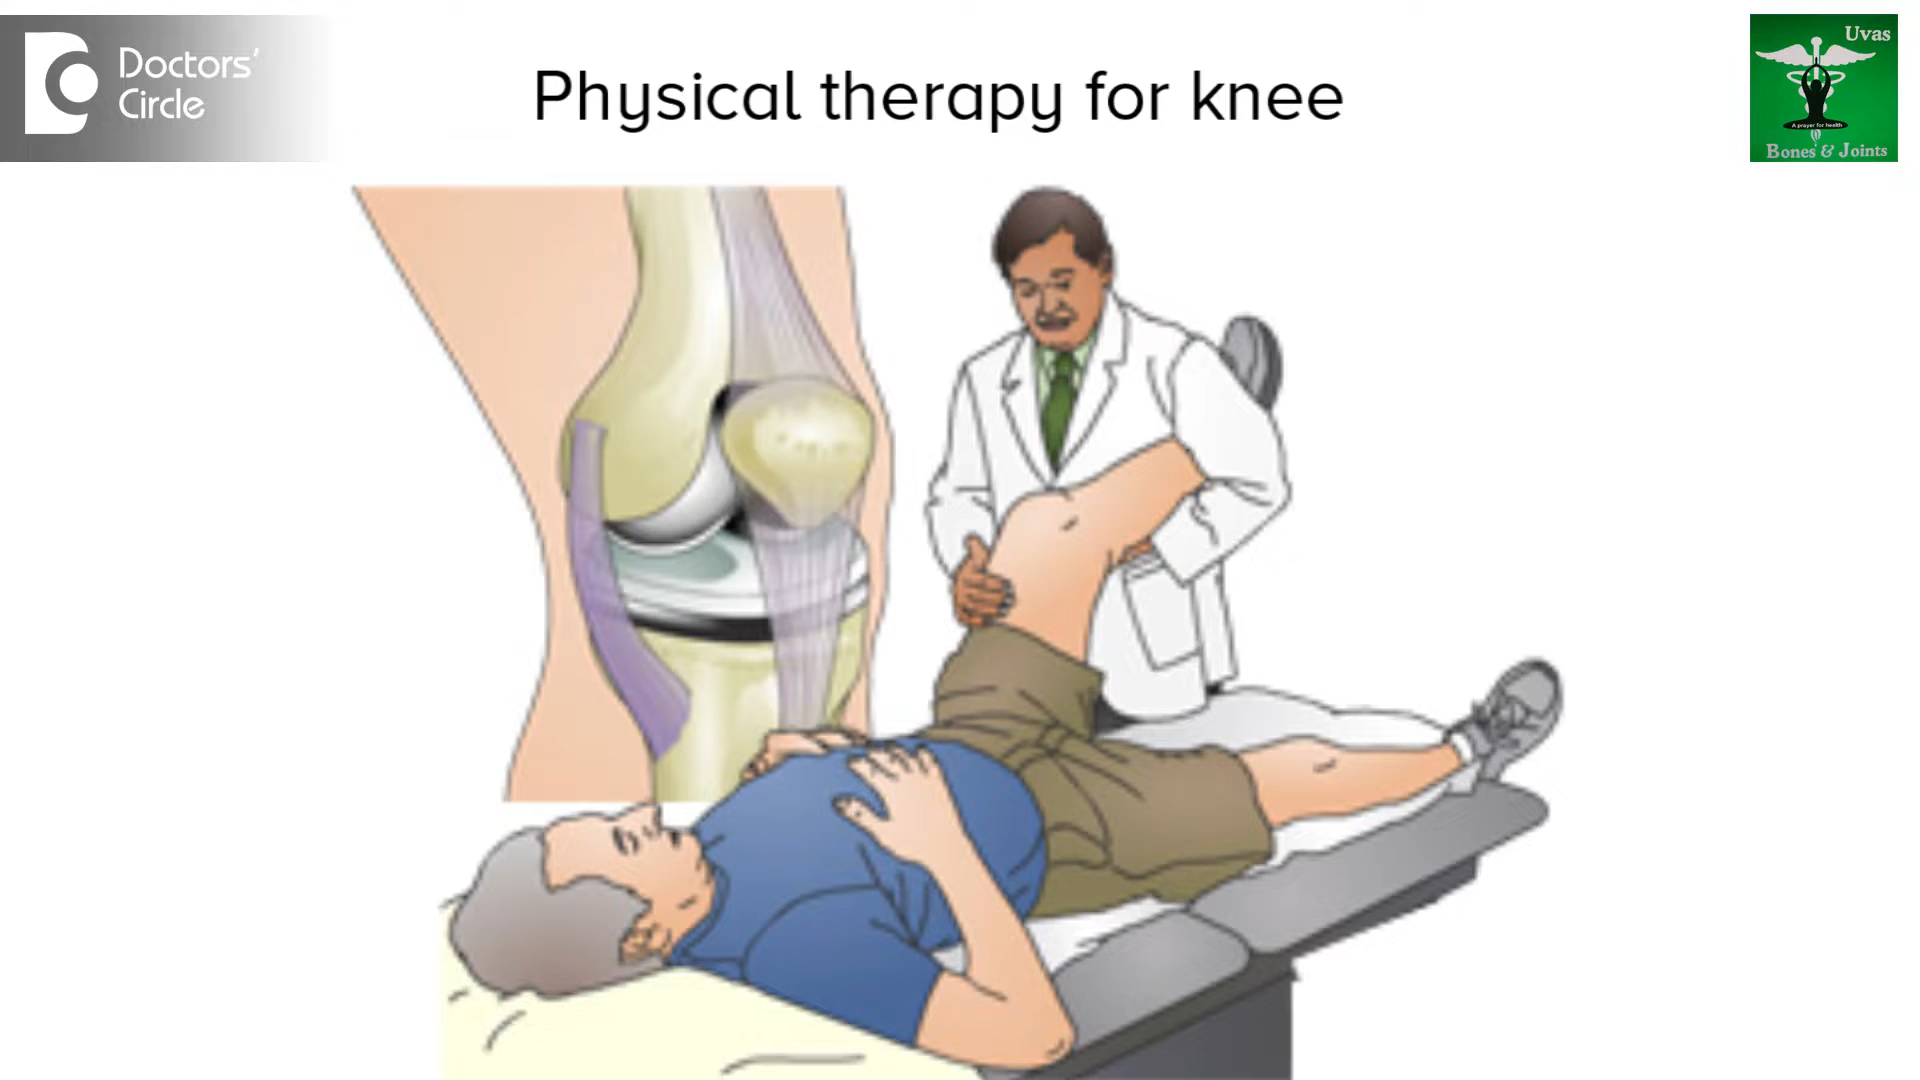 Doctors'
Circle
Physical therapy for knee
Uvas
A prayer for health
Bones & Joints